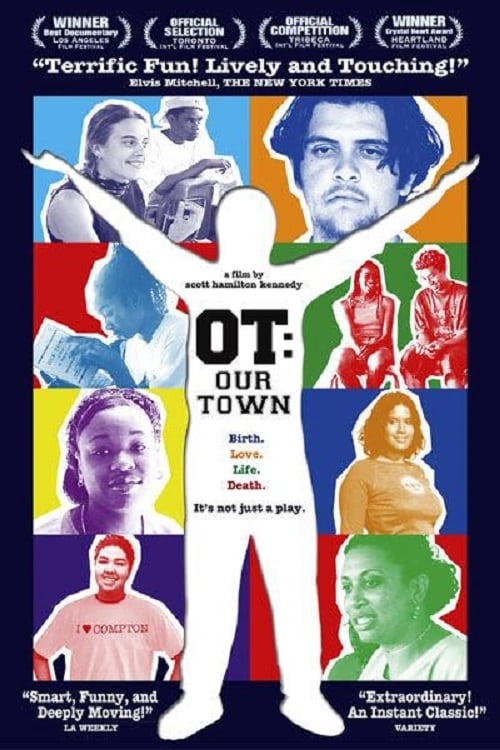 WINNER
Best Documentary
LOS ANGELES
FILM FESTIVAL
OFFICIAL
SELECTION
TORONTO
INT'L FILM FESTIVAL
OFFICIAL
COMPETITION
TRIBECA
INT'L FILM FESTIVAL
WINNER
Crystal Heart Award
HEARTLAND
FILM FESTIVAL
“Terrific Fun! Lively and Touching!”
Elvis Mitchell, THE NEW YORK TIMES
a film by
scott hamilton kennedy
OT:
OUR
TOWN
Birth.
Love.
Life.
Death.
It's not just a play.
I ♥ COMPTON
“Smart, Funny, and
Deeply Moving!”
LA WEEKLY
“Extraordinary!
An Instant Classic!”
VARIETY